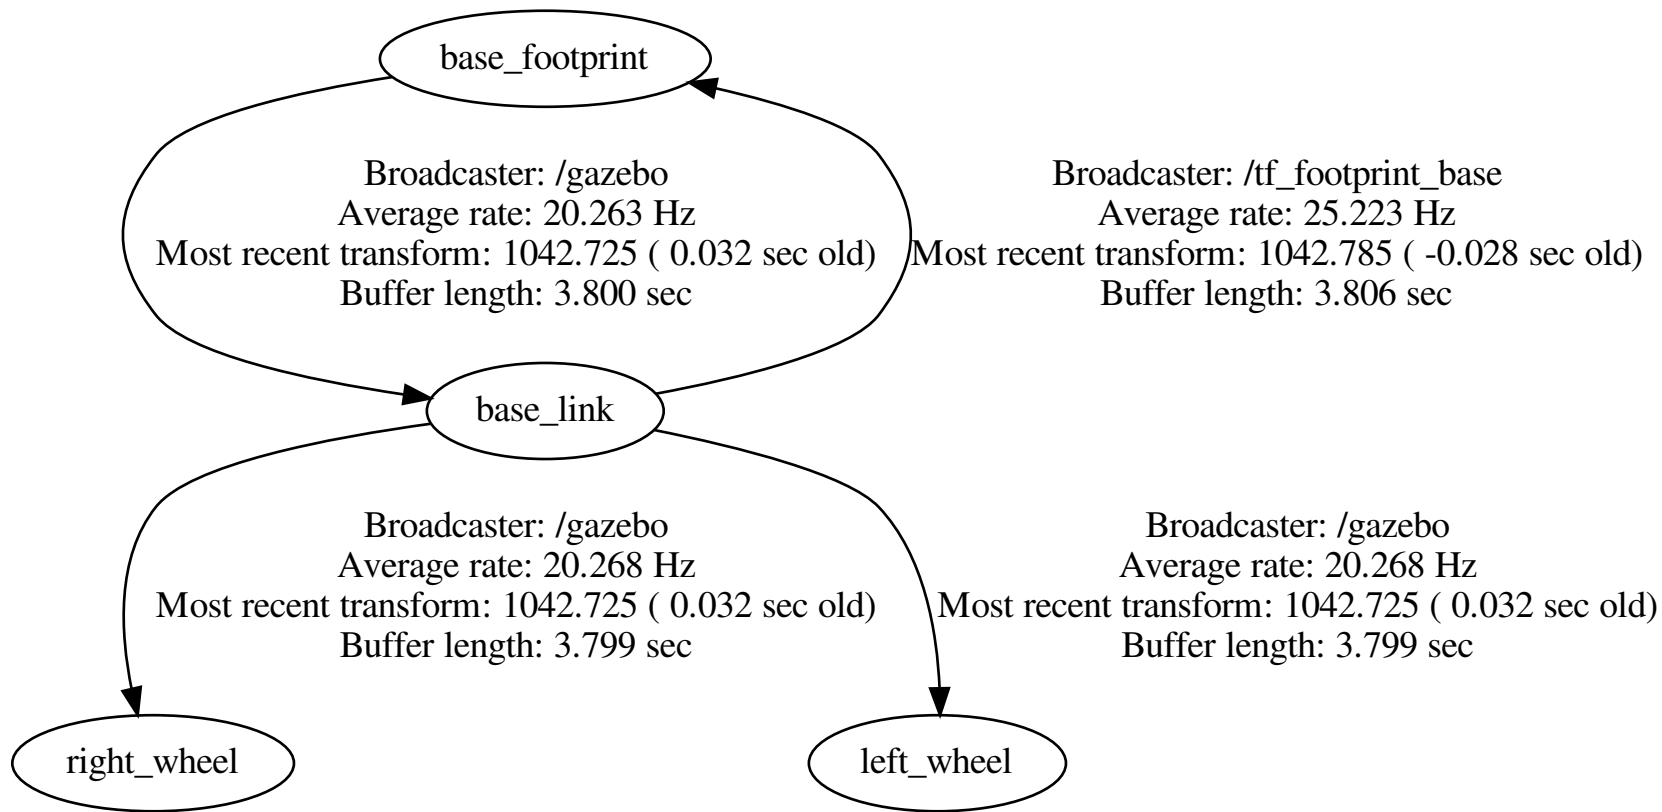 base_footprint
Broadcaster: /gazebo
Average rate: 20.263 Hz
Most recent transform: 1042.725 ( 0.032 sec old)
Buffer length: 3.800 sec
Broadcaster: /tf_footprint_base
Average rate: 25.223 Hz
Most recent transform: 1042.785 ( -0.028 sec old)
Buffer length: 3.806 sec
base_link
Broadcaster: /gazebo
Average rate: 20.268 Hz
Most recent transform: 1042.725 ( 0.032 sec old)
Buffer length: 3.799 sec
Broadcaster: /gazebo
Average rate: 20.268 Hz
Most recent transform: 1042.725 ( 0.032 sec old)
Buffer length: 3.799 sec
right_wheel
left_wheel